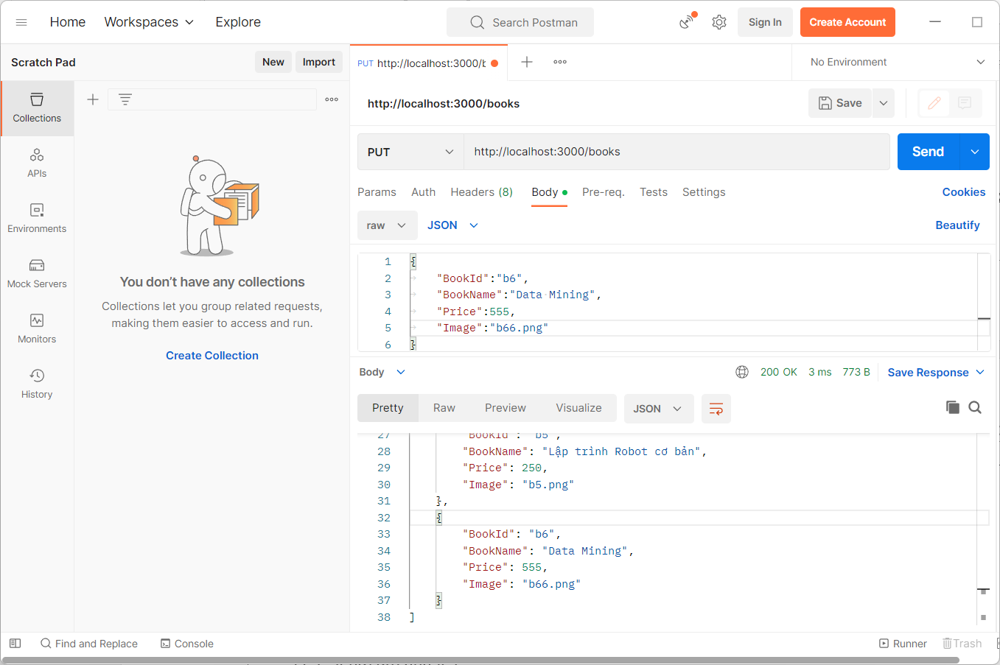 Home Workspaces Explore Search Postman Sign In Create Account
Scratch Pad New Import PUT http://localhost:3000/b No Environment
Collections
APIs
Environments
Mock Servers
Monitors
History
You don't have any collections
Collections let you group related requests,
making them easier to access and run.
Create Collection
http://localhost:3000/books Save
PUT http://localhost:3000/books Send
Params Auth Headers (8) Body Pre-req. Tests Settings Cookies
raw JSON Beautify
1 {
2 "BookId":"b6",
3 "BookName":"Data Mining",
4 "Price":555,
5 "Image":"b66.png"
6 }
Body 200 OK 3 ms 773 B Save Response
Pretty Raw Preview Visualize JSON
27 "BookId": "b5",
28 "BookName": "Lập trình Robot cơ bản",
29 "Price": 250,
30 "Image": "b5.png"
31 },
32 {
33 "BookId": "b6",
34 "BookName": "Data Mining",
35 "Price": 555,
36 "Image": "b66.png"
37 }
38 ]
Find and Replace Console Runner Trash